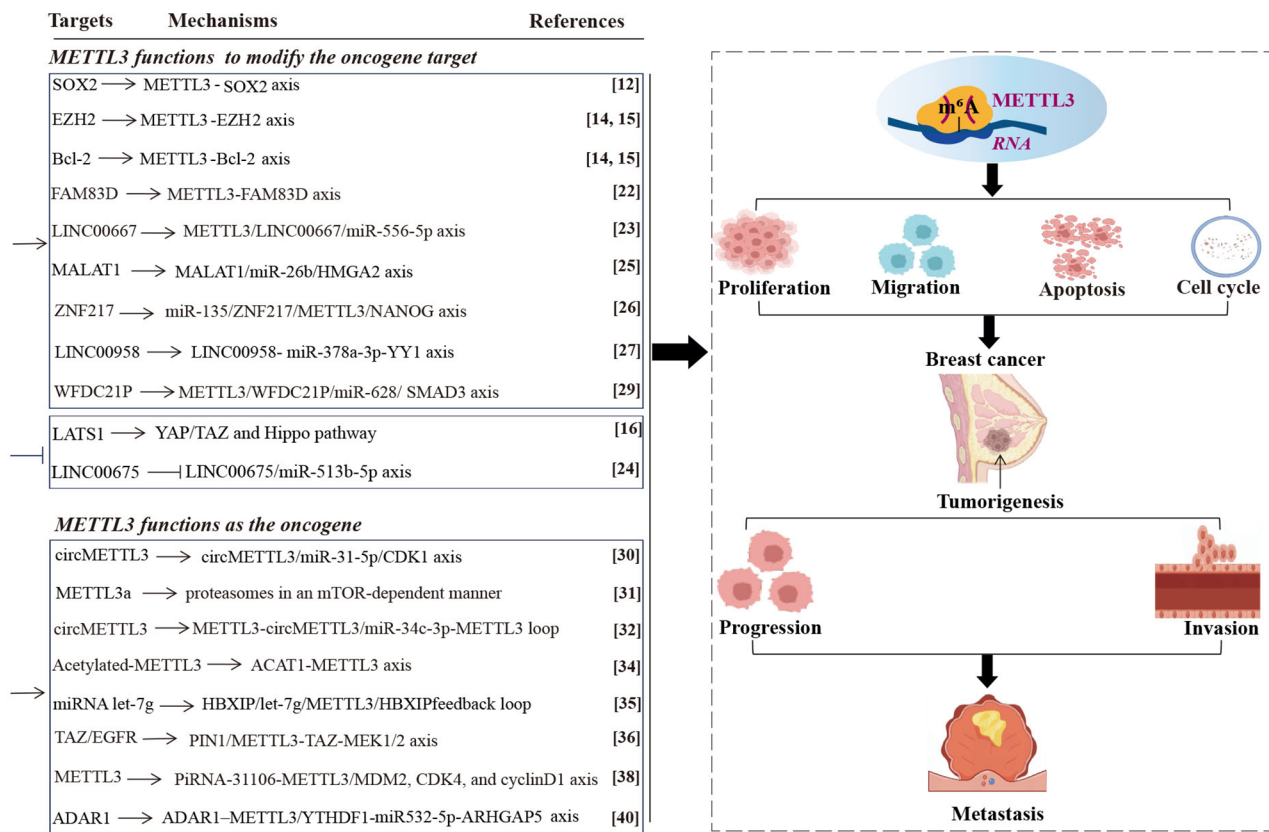 Targets Mechanisms References
METTL3 functions to modify the oncogene target
SOX2 METTL3 - SOX2 axis [12]
EZH2 METTL3 -EZH2 axis [14, 15]
Bcl-2 METTL3 -Bcl-2 axis [14, 15]
FAM83D METTL3-FAM83D axis [22]
LINC00667 METTL3/LINC00667/miR-556-5p axis [23]
MALAT1 MALAT1/miR-26b/HMGA2 axis [25]
ZNF217 miR-135/ZNF217/METTL3/NANOG axis [26]
LINC00958 LINC00958- miR-378a-3p-YY1 axis [27]
WFDC21P METTL3/WFDC21P/miR-628/ SMAD3 axis [29]
LATS1 YAP/TAZ and Hippo pathway [16]
LINC00675 LINC00675/miR-513b-5p axis [24]
METTL3 functions as the oncogene
circMETTL3 circMETTL3/miR-31-5p/CDK1 axis [30]
METTL3a proteasomes in an mTOR-dependent manner [31]
circMETTL3 METTL3-circMETTL3/miR-34c-3p-METTL3 loop [32]
Acetylated-METTL3 ACAT1-METTL3 axis [34]
miRNA let-7g HBXIP/let-7g/METTL3/HBXIPfeedback loop [35]
TAZ/EGFR PIN1/METTL3-TAZ-MEK1/2 axis [36]
METTL3 PiRNA-31106-METTL3/MDM2, CDK4, and cyclinD1 axis [38]
ADAR1 ADAR1–METTL3/YTHDF1-miR532-5p-ARHGAP5 axis [40]
m⁶A METTL3
RNA
Proliferation Migration Apoptosis Cell cycle
Breast cancer
Tumorigenesis
Progression Invasion
Metastasis